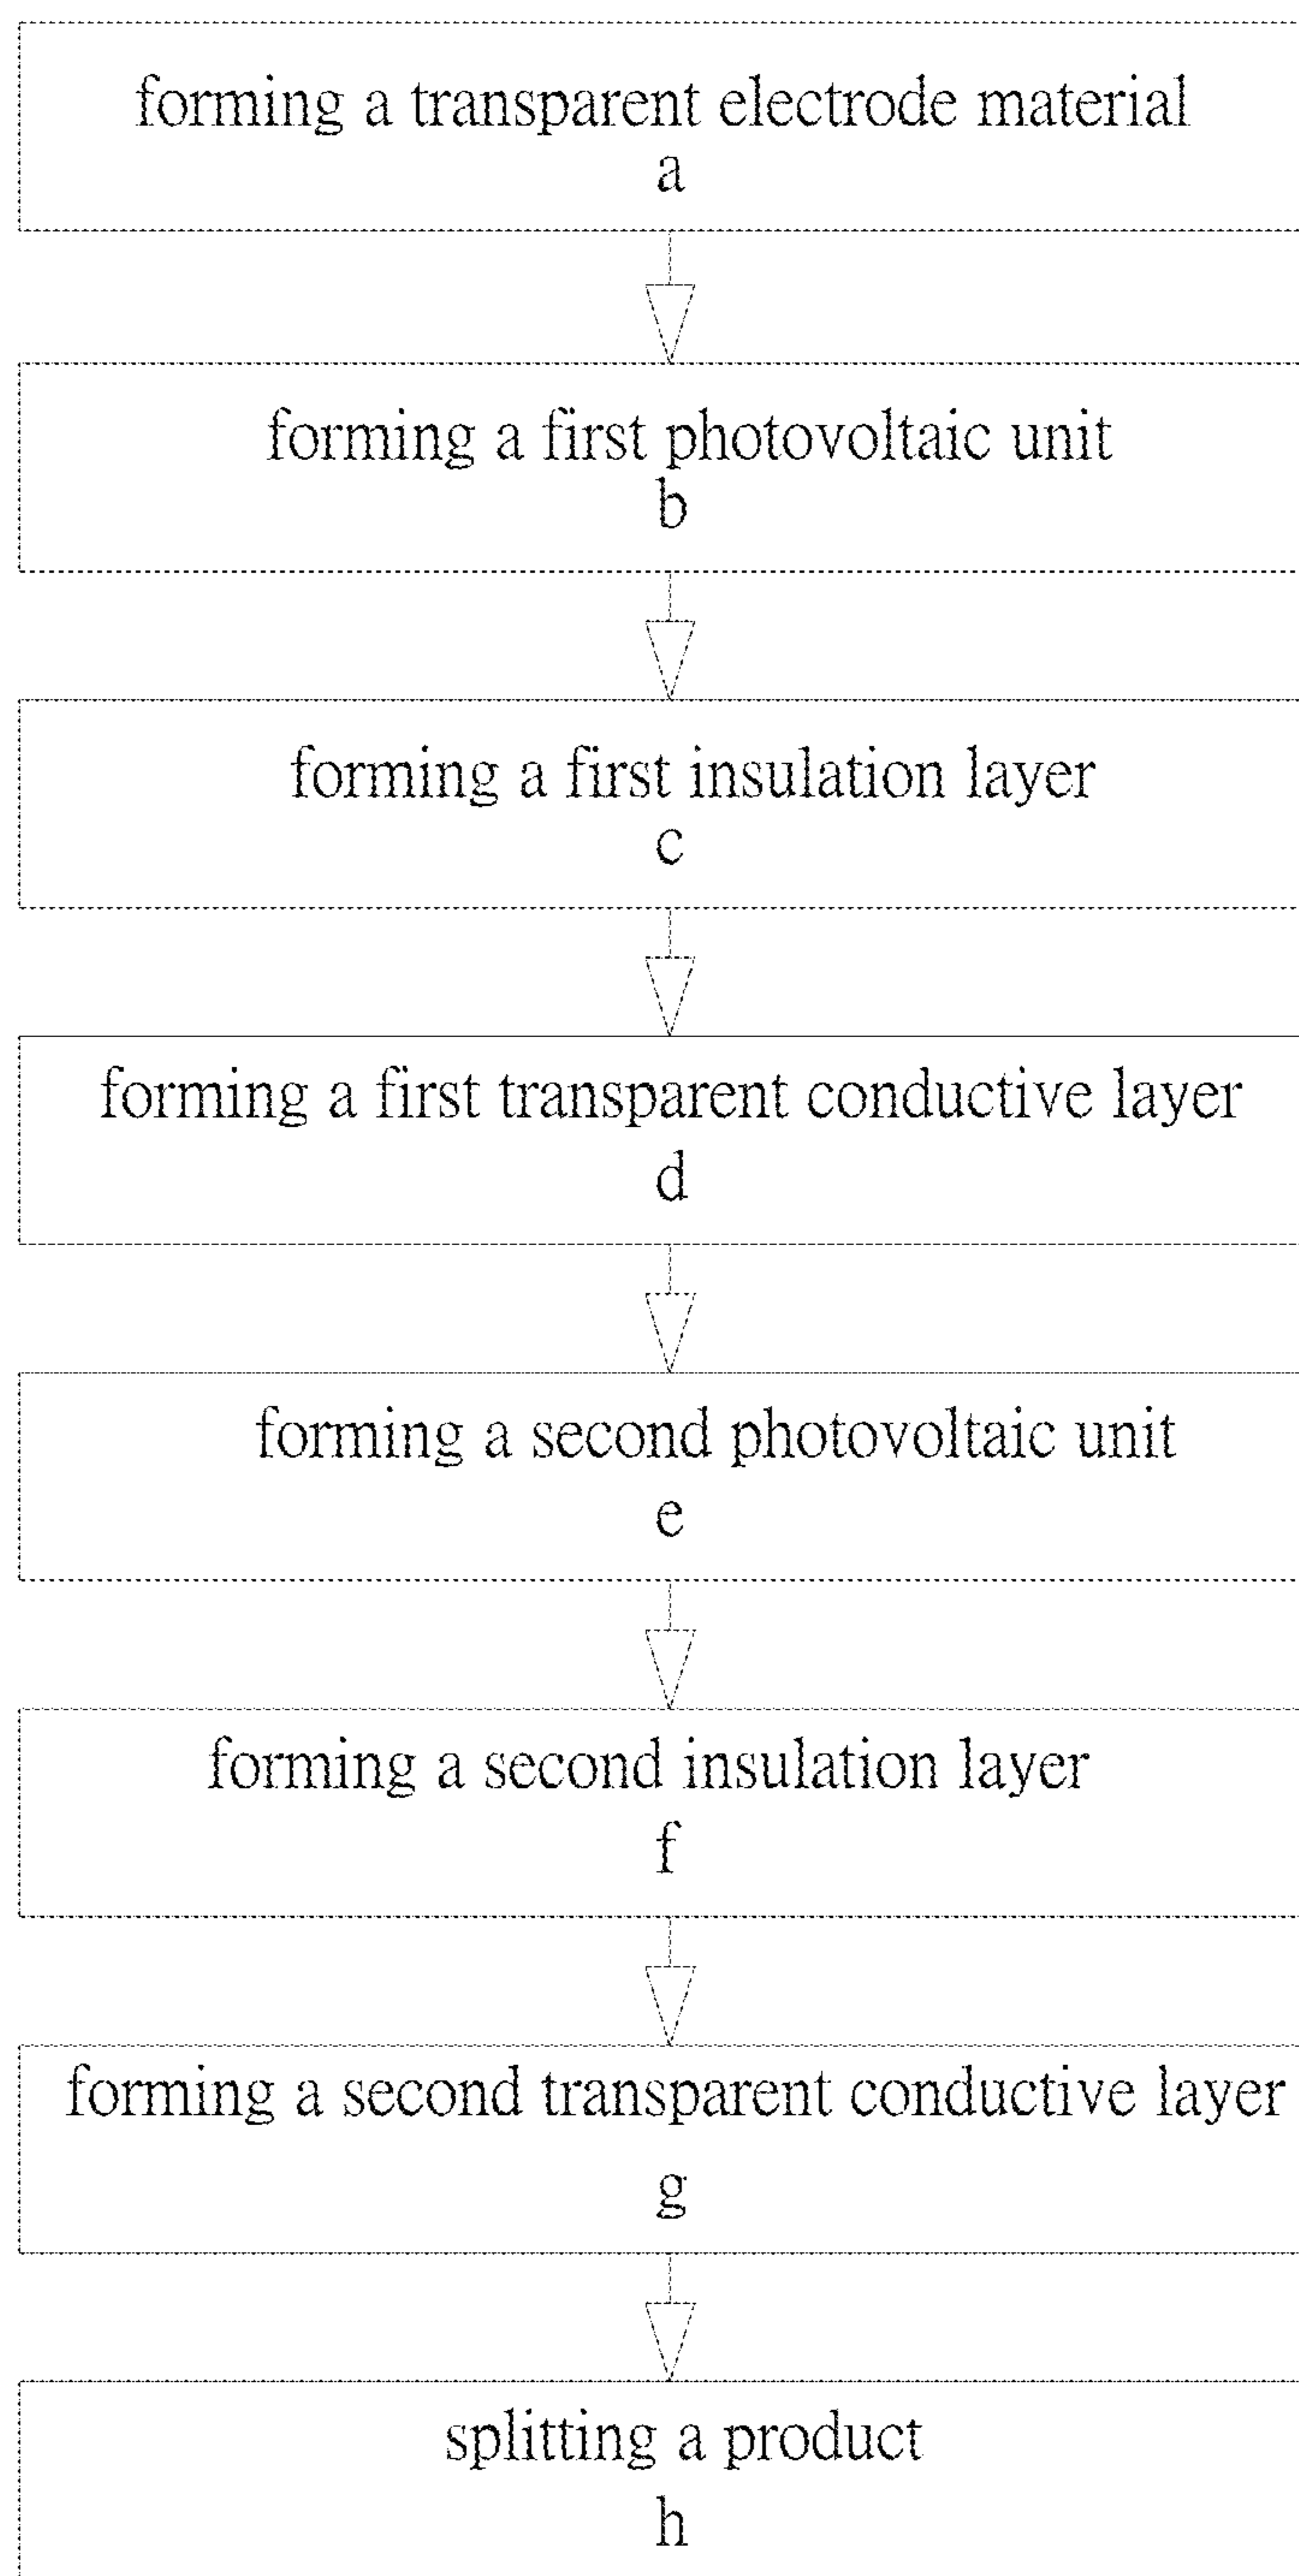 forming a transparent electrode material
a
forming a first photovoltaic unit
b
forming a first insulation layer
c
forming a first transparent conductive layer
d
forming a second photovoltaic unit
e
forming a second insulation layer
f
forming a second transparent conductive layer
g
splitting a product
h